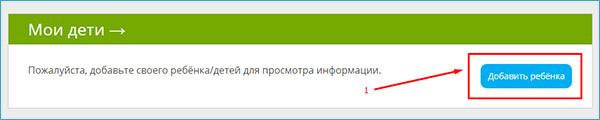 Мои дети →
Пожалуйста, добавьте своего ребёнка/детей для просмотра информации.
Добавить ребёнка
1